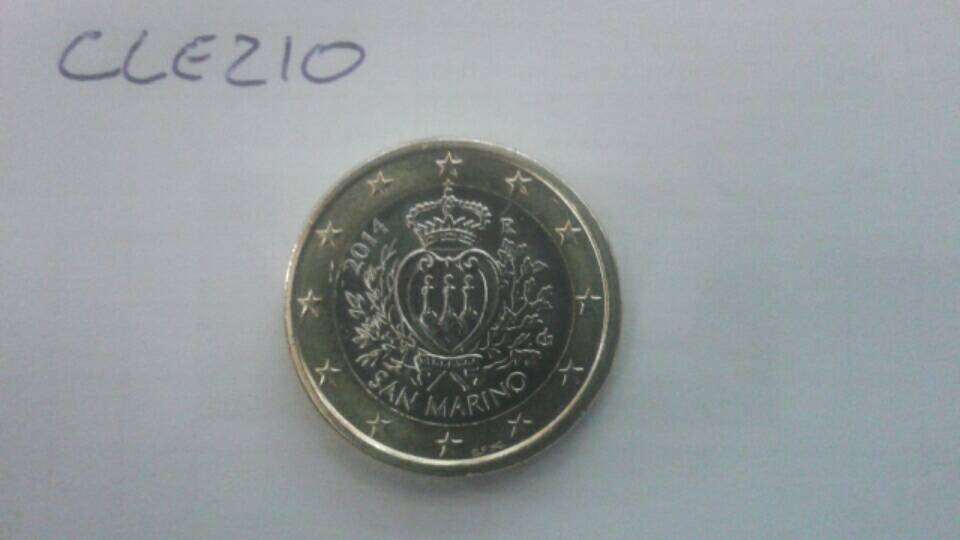 CLEZIO
2014
R
SAN MARINO